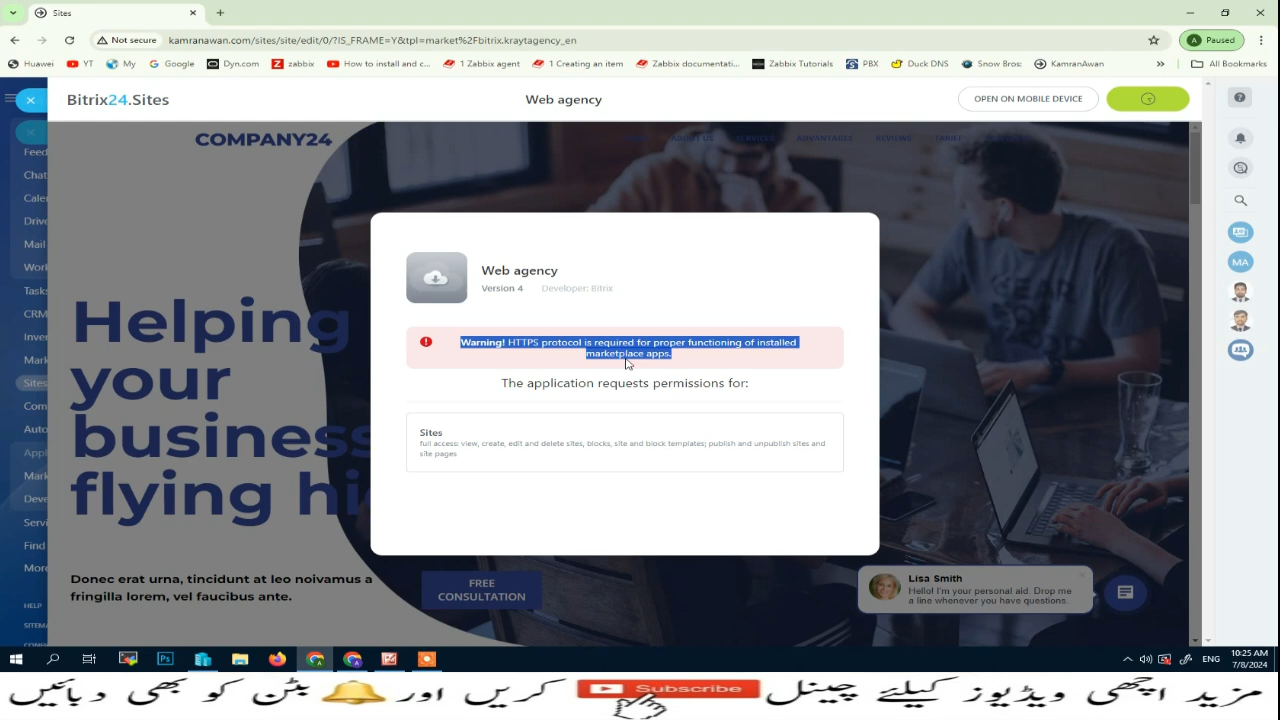 Sites
Not secure kamranawan.com/sites/site/edit/0/?IS_FRAME=Y&tpl=market%2Fbitrix.kraytagency_en
Paused
Huawei YT My Google Dyn.com zabbix How to install and c... 1 Zabbix agent 1 Creating an item Zabbix documentati... Zabbix Tutorials PBX Duck DNS Snow Bros: KamranAwan » All Bookmarks
Bitrix24.Sites Web agency OPEN ON MOBILE DEVICE
COMPANY24 ABOUT US SERVICES ADVANTAGES REVIEWS TARIFF
Feed
Chat
Cale
Drive
Mail
Work
Tasks
CRM
Inve
Mark
Sites
Com
Auto
Appl
Mark
Deve
Servi
Find
More
HELP
SITEMA
Helping
your
business
flying hi
Donec erat urna, tincidunt at leo noivamus a
fringilla lorem, vel faucibus ante.
FREE
CONSULTATION
Web agency
Version 4 Developer: Bitrix
Warning! HTTPS protocol is required for proper functioning of installed
marketplace apps.
The application requests permissions for:
Sites
full access: view, create, edit and delete sites, blocks, site and block templates; publish and unpublish sites and
site pages
Lisa Smith
Hello! I'm your personal aid. Drop me
a line whenever you have questions.
MA
ENG
10:25 AM
7/8/2024
مزید اچھی ویڈیوز کیلئے چینل Subscribe کریں اور بٹن کو بھی دبائیں